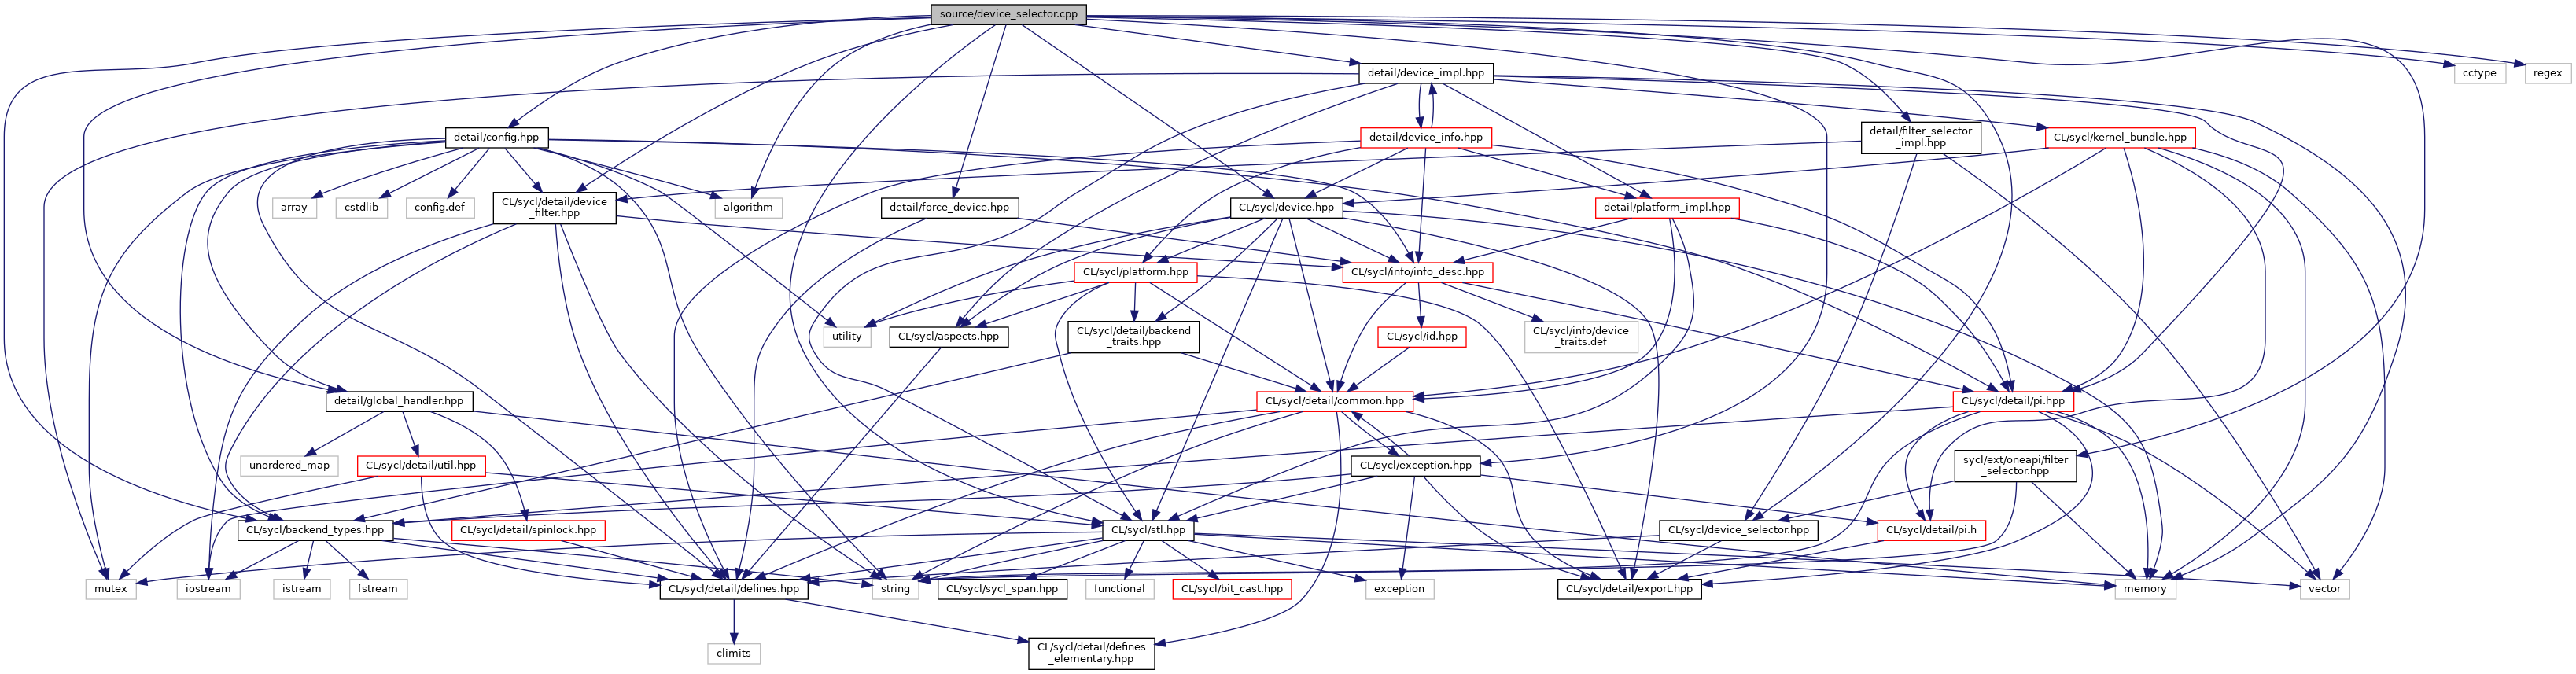 source/device_selector.cpp
detail/device_impl.hpp
cctype
regex
detail/config.hpp
detail/device_info.hpp
detail/filter_selector
_impl.hpp
CL/sycl/kernel_bundle.hpp
array
cstdlib
config.def
CL/sycl/detail/device
_filter.hpp
algorithm
detail/force_device.hpp
CL/sycl/device.hpp
detail/platform_impl.hpp
CL/sycl/platform.hpp
CL/sycl/info/info_desc.hpp
utility
CL/sycl/aspects.hpp
CL/sycl/detail/backend
_traits.hpp
CL/sycl/id.hpp
CL/sycl/info/device
_traits.def
detail/global_handler.hpp
CL/sycl/detail/common.hpp
CL/sycl/detail/pi.hpp
unordered_map
CL/sycl/detail/util.hpp
CL/sycl/exception.hpp
sycl/ext/oneapi/filter
_selector.hpp
CL/sycl/backend_types.hpp
CL/sycl/detail/spinlock.hpp
CL/sycl/stl.hpp
CL/sycl/device_selector.hpp
CL/sycl/detail/pi.h
mutex
iostream
istream
fstream
CL/sycl/detail/defines.hpp
string
CL/sycl/sycl_span.hpp
functional
CL/sycl/bit_cast.hpp
exception
CL/sycl/detail/export.hpp
memory
vector
climits
CL/sycl/detail/defines
_elementary.hpp